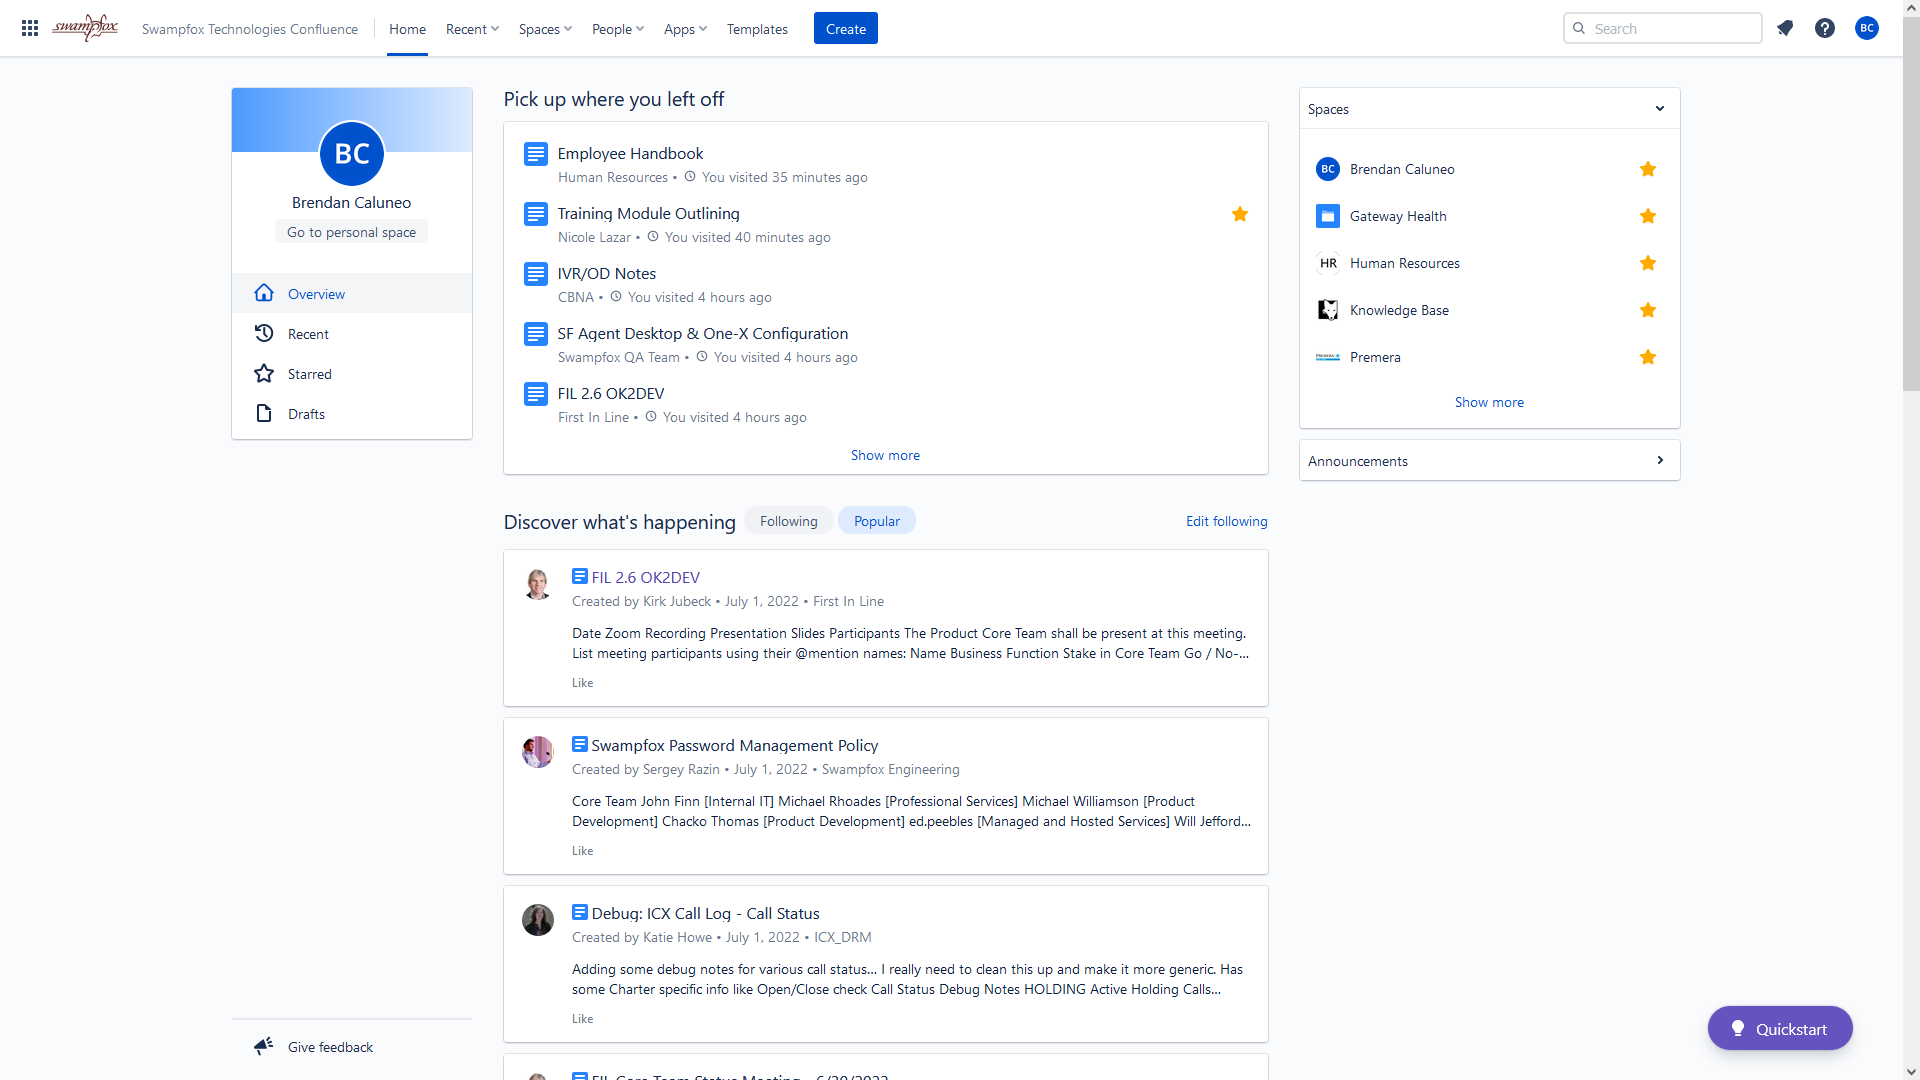 swampfox
Swampfox Technologies Confluence
Home
Recent
Spaces
People
Apps
Templates
Create
Search
BC
BC
Brendan Caluneo
Go to personal space
Overview
Recent
Starred
Drafts
Give feedback
Pick up where you left off
Employee Handbook
Human Resources • You visited 35 minutes ago
Training Module Outlining
Nicole Lazar • You visited 40 minutes ago
IVR/OD Notes
CBNA • You visited 4 hours ago
SF Agent Desktop & One-X Configuration
Swampfox QA Team • You visited 4 hours ago
FIL 2.6 OK2DEV
First In Line • You visited 4 hours ago
Show more
Discover what's happening
Following
Popular
Edit following
FIL 2.6 OK2DEV
Created by Kirk Jubeck • July 1, 2022 • First In Line
Date Zoom Recording Presentation Slides Participants The Product Core Team shall be present at this meeting.
List meeting participants using their @mention names: Name Business Function Stake in Core Team Go / No-...
Like
Swampfox Password Management Policy
Created by Sergey Razin • July 1, 2022 • Swampfox Engineering
Core Team John Finn [Internal IT] Michael Rhoades [Professional Services] Michael Williamson [Product
Development] Chacko Thomas [Product Development] ed.peebles [Managed and Hosted Services] Will Jefford...
Like
Debug: ICX Call Log - Call Status
Created by Katie Howe • July 1, 2022 • ICX_DRM
Adding some debug notes for various call status... I really need to clean this up and make it more generic. Has
some Charter specific info like Open/Close check Call Status Debug Notes HOLDING Active Holding Calls...
Like
FIL Core Team Status Meeting - 6/30/2022
Spaces
BC Brendan Caluneo
Gateway Health
HR Human Resources
Knowledge Base
PREMERA Premera
Show more
Announcements
Quickstart